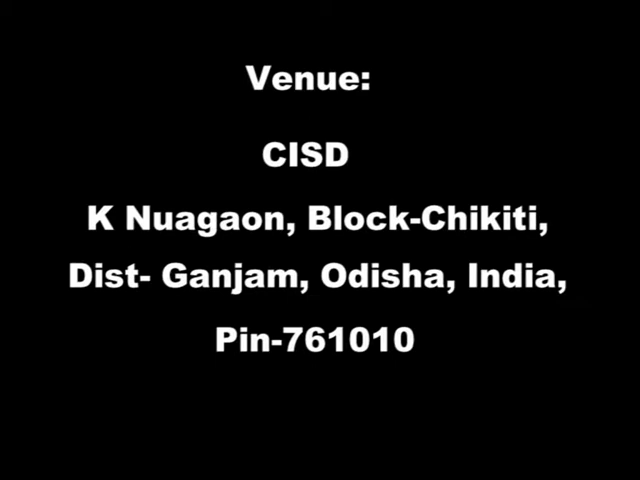 Venue:
CISD
K Nuagaon, Block-Chikiti,
Dist- Ganjam, Odisha, India,
Pin-761010